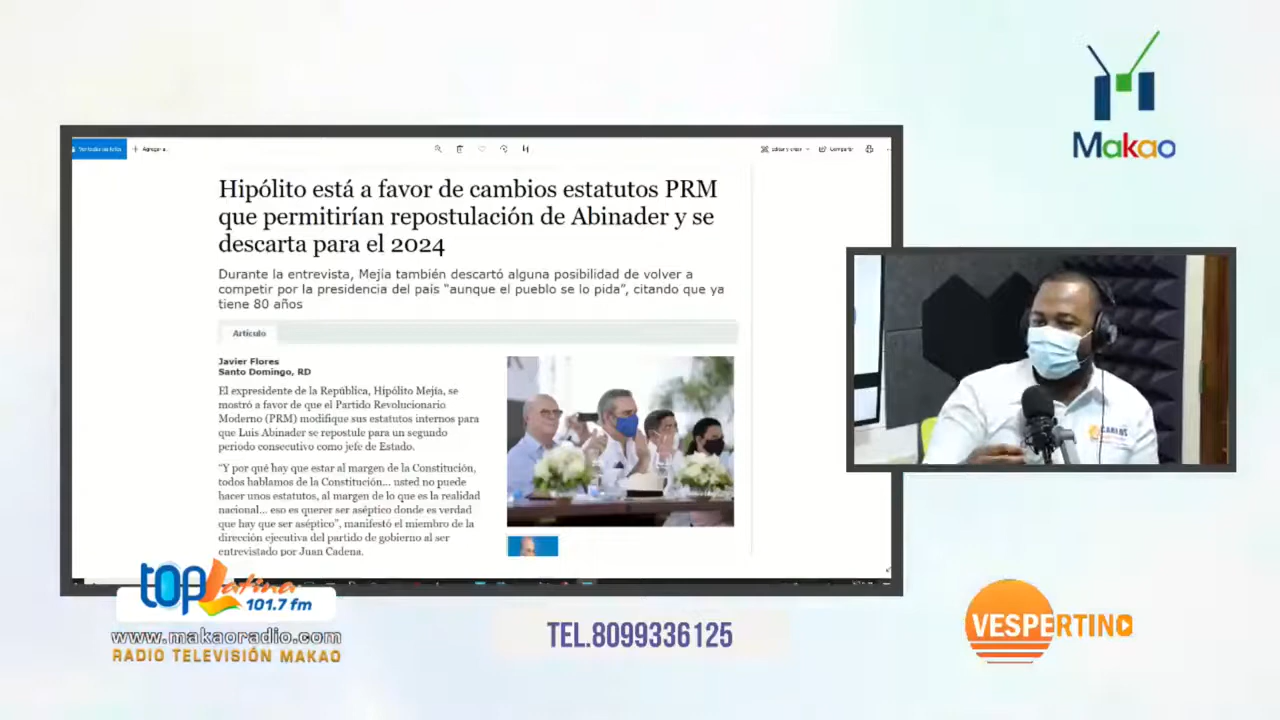 Makao
Agregar a
Compartir
Hipólito está a favor de cambios estatutos PRM
que permitirían repostulación de Abinader y se
descarta para el 2024
Durante la entrevista, Mejía también descartó alguna posibilidad de volver a
competir por la presidencia del país "aunque el pueblo se lo pida", citando que ya
tiene 80 años
Artículo
Javier Flores
Santo Domingo, RD
El expresidente de la República, Hipólito Mejía, se
mostró a favor de que el Partido Revolucionario
Moderno (PRM) modifique sus estatutos internos para
que Luis Abinader se repostule para un segundo
periodo consecutivo como jefe de Estado.
"Y por qué hay que estar al margen de la Constitución,
todos hablamos de la Constitución... usted no puede
hacer unos estatutos, al margen de lo que es la realidad
nacional... eso es querer ser aséptico donde es verdad
que hay que ser aséptico", manifestó el miembro de la
dirección ejecutiva del partido de gobierno al ser
entrevistado por Juan Cadena.
CARLOS
top Latina
101.7 fm
www.makaoradio.com
RADIO TELEVISIÓN MAKAO
TEL.8099336125
VESPERTINO